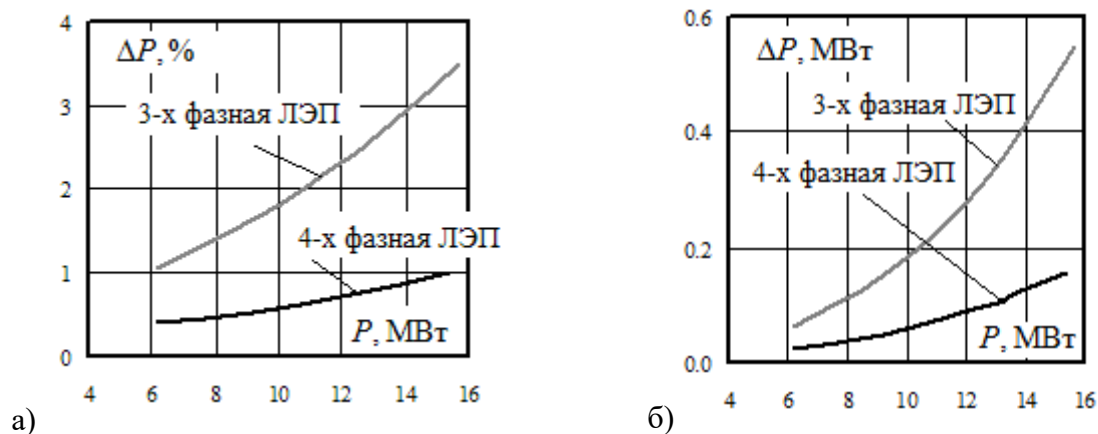 4
ΔP, %
3-х фазная ЛЭП
3
2
4-х фазная ЛЭП
1
P, МВт
0
4 6 8 10 12 14 16
а)
0.6
ΔP, МВт
3-х фазная ЛЭП
0.4
4-х фазная ЛЭП
0.2
P, МВт
0.0
4 6 8 10 12 14 16
б)